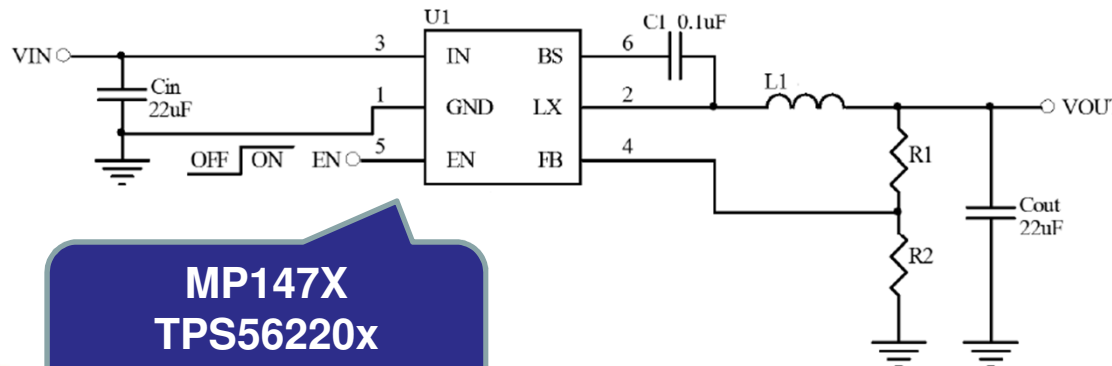 U1
C1 0.1uF
VIN
3
IN
BS
6
Cin
22uF
1
GND
LX
2
L1
VOUT
OFF
ON
EN
5
EN
FB
4
R1
R2
Cout
22uF
MP147X
TPS56220x